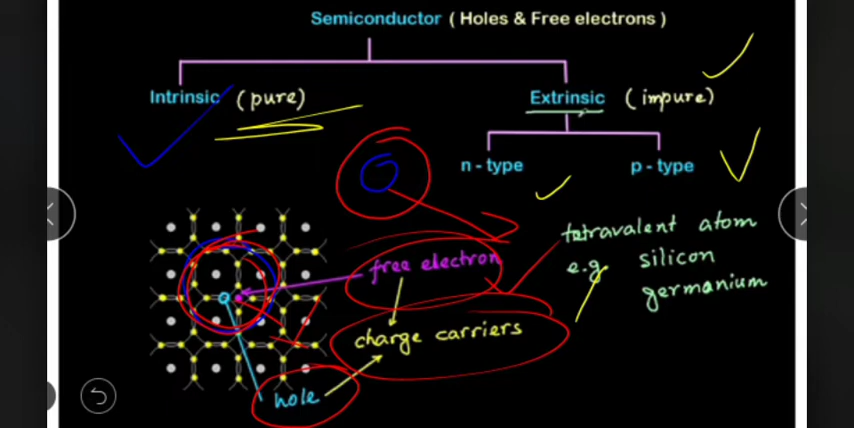 Semiconductor ( Holes & Free electrons )
Intrinsic (pure)
Extrinsic (impure)
n - type
p - type
tetravalent atom
e.g silicon
germanium
free electron
charge carriers
hole